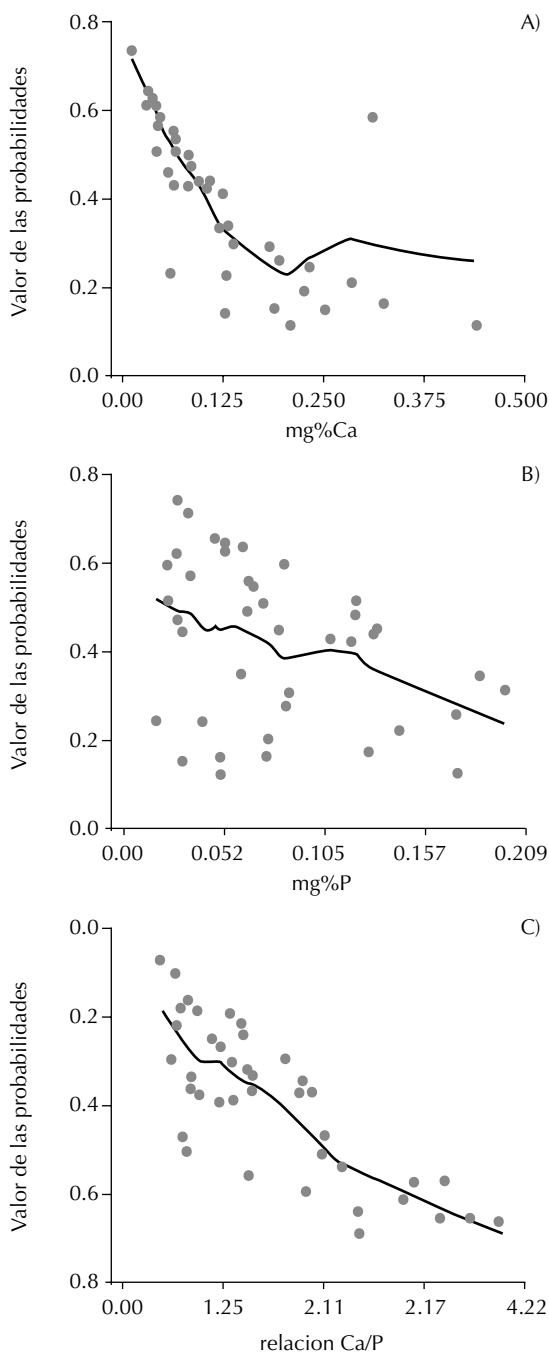 A)
0.8
0.6
0.4
0.2
0.0
Valor de las probabilidades
0.00 0.125 0.250 0.375 0.500
mg%Ca
B)
0.8
0.6
0.4
0.2
0.0
Valor de las probabilidades
0.00 0.052 0.105 0.157 0.209
mg%P
C)
0.0
0.2
0.4
0.6
0.8
Valor de las probabilidades
0.00 1.25 2.11 2.17 4.22
relacion Ca/P